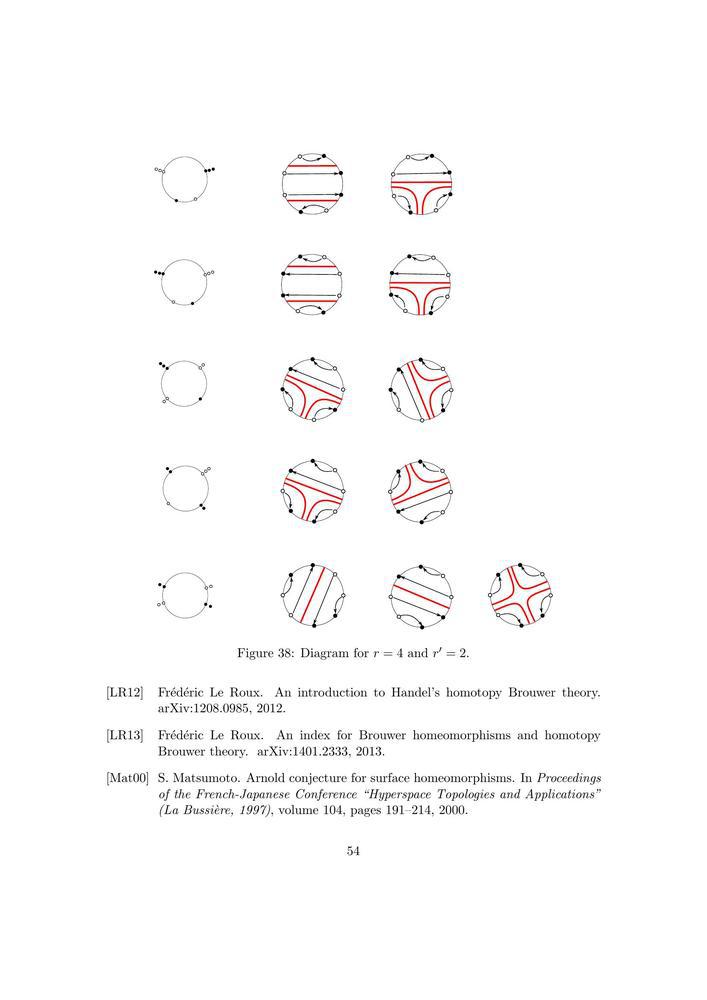 Figure 38: Diagram for r = 4 and r′ = 2.
[LR12] Frédéric Le Roux. An introduction to Handel's homotopy Brouwer theory.
arXiv:1208.0985, 2012.
[LR13] Frédéric Le Roux. An index for Brouwer homeomorphisms and homotopy
Brouwer theory. arXiv:1401.2333, 2013.
[Mat00] S. Matsumoto. Arnold conjecture for surface homeomorphisms. In Proceedings
of the French-Japanese Conference “Hyperspace Topologies and Applications”
(La Bussière, 1997), volume 104, pages 191–214, 2000.
54